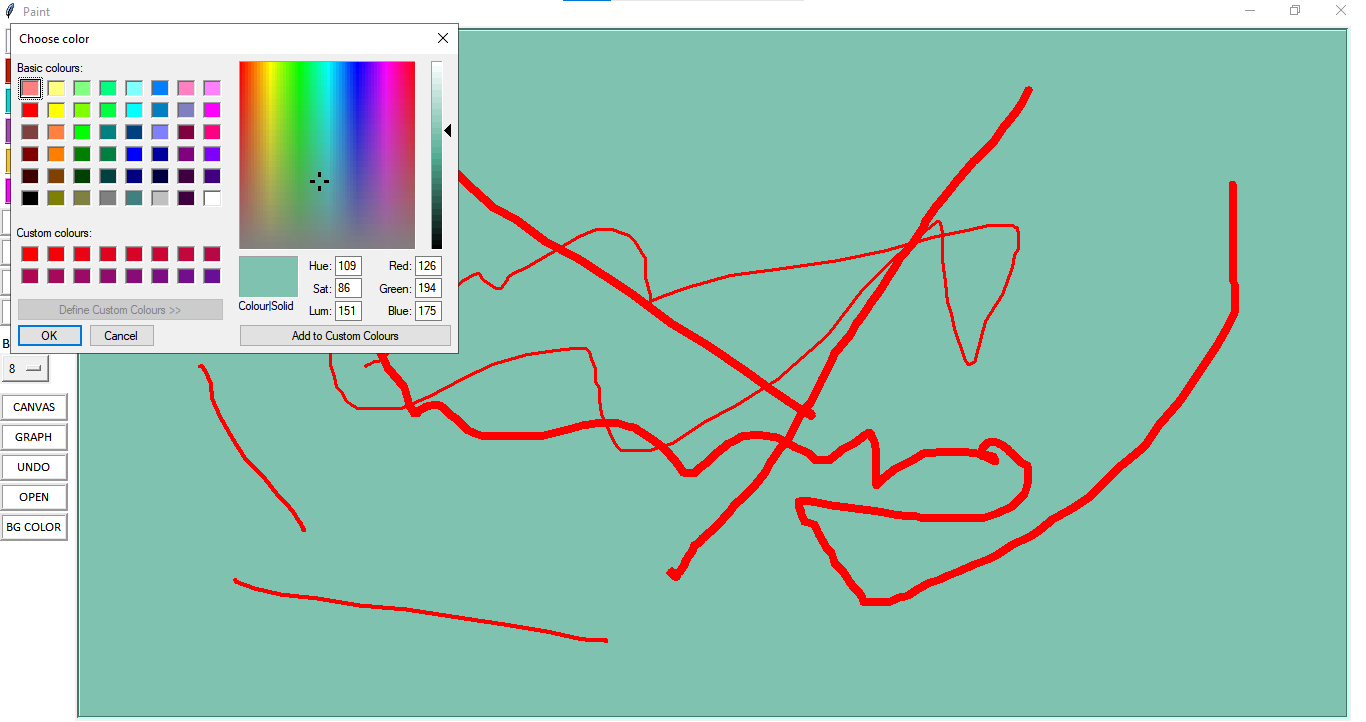 Paint
Choose color
Basic colours:
Custom colours:
Define Custom Colours >>
OK
Cancel
Hue: 109
Sat: 86
Lum: 151
Red: 126
Green: 194
Blue: 175
Colour|Solid
Add to Custom Colours
B
8
CANVAS
GRAPH
UNDO
OPEN
BG COLOR